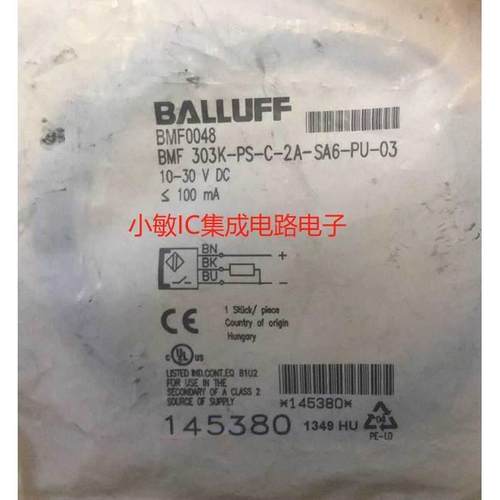 BALLUFF
BMF0048
BMF 303K-PS-C-2A-SA6-PU-03
10-30 V DC
≤ 100 mA
小敏IC集成电路电子
BN
BK
BU
+
-
1 Stück/ piece
Country of origin
Hungary
CE
c UL us
LISTED IND.CONT.EQ 81U2
FOR USE IN THE
SECONDARY OF A CLASS 2
SOURCE OF SUPPLY
*145380*
145380 1349 HU
04
PE-LD